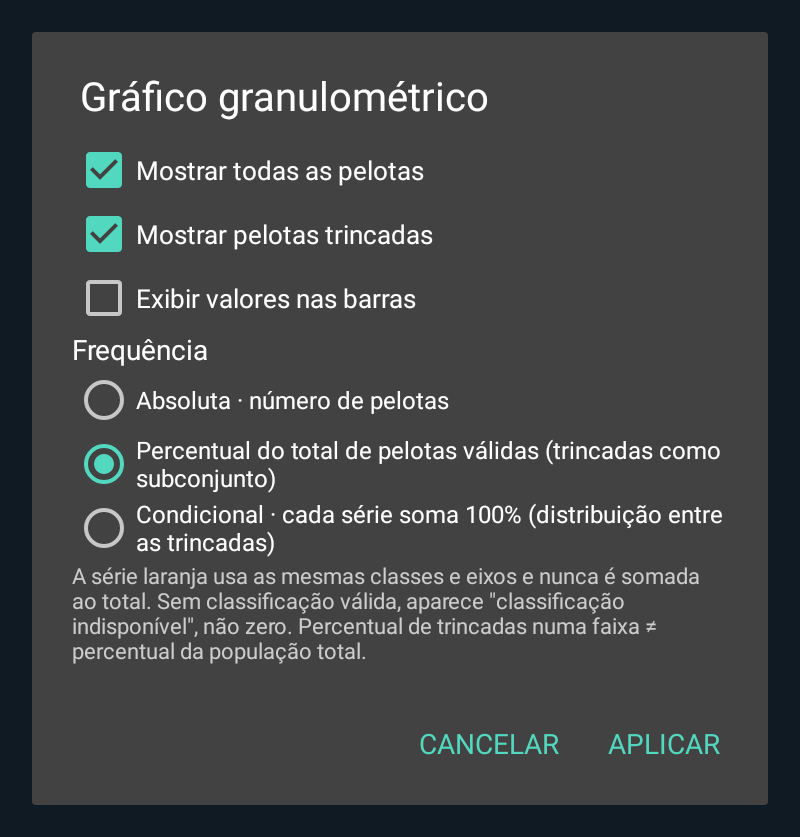 Gráfico granulométrico
Mostrar todas as pelotas
Mostrar pelotas trincadas
Exibir valores nas barras
Frequência
Absoluta · número de pelotas
Percentual do total de pelotas válidas (trincadas como
subconjunto)
Condicional · cada série soma 100% (distribuição entre
as trincadas)
A série laranja usa as mesmas classes e eixos e nunca é somada
ao total. Sem classificação válida, aparece "classificação
indisponível", não zero. Percentual de trincadas numa faixa ≠
percentual da população total.
CANCELAR APLICAR